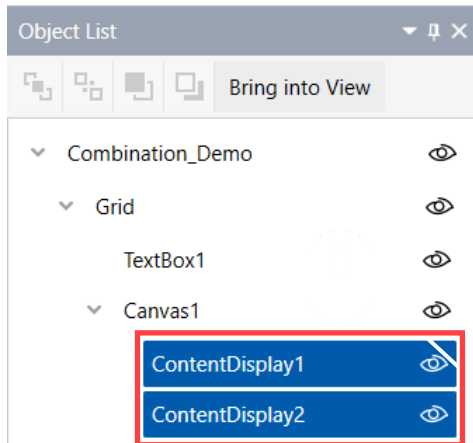 Object List
Bring into View
Combination_Demo
Grid
TextBox1
Canvas1
ContentDisplay1
ContentDisplay2